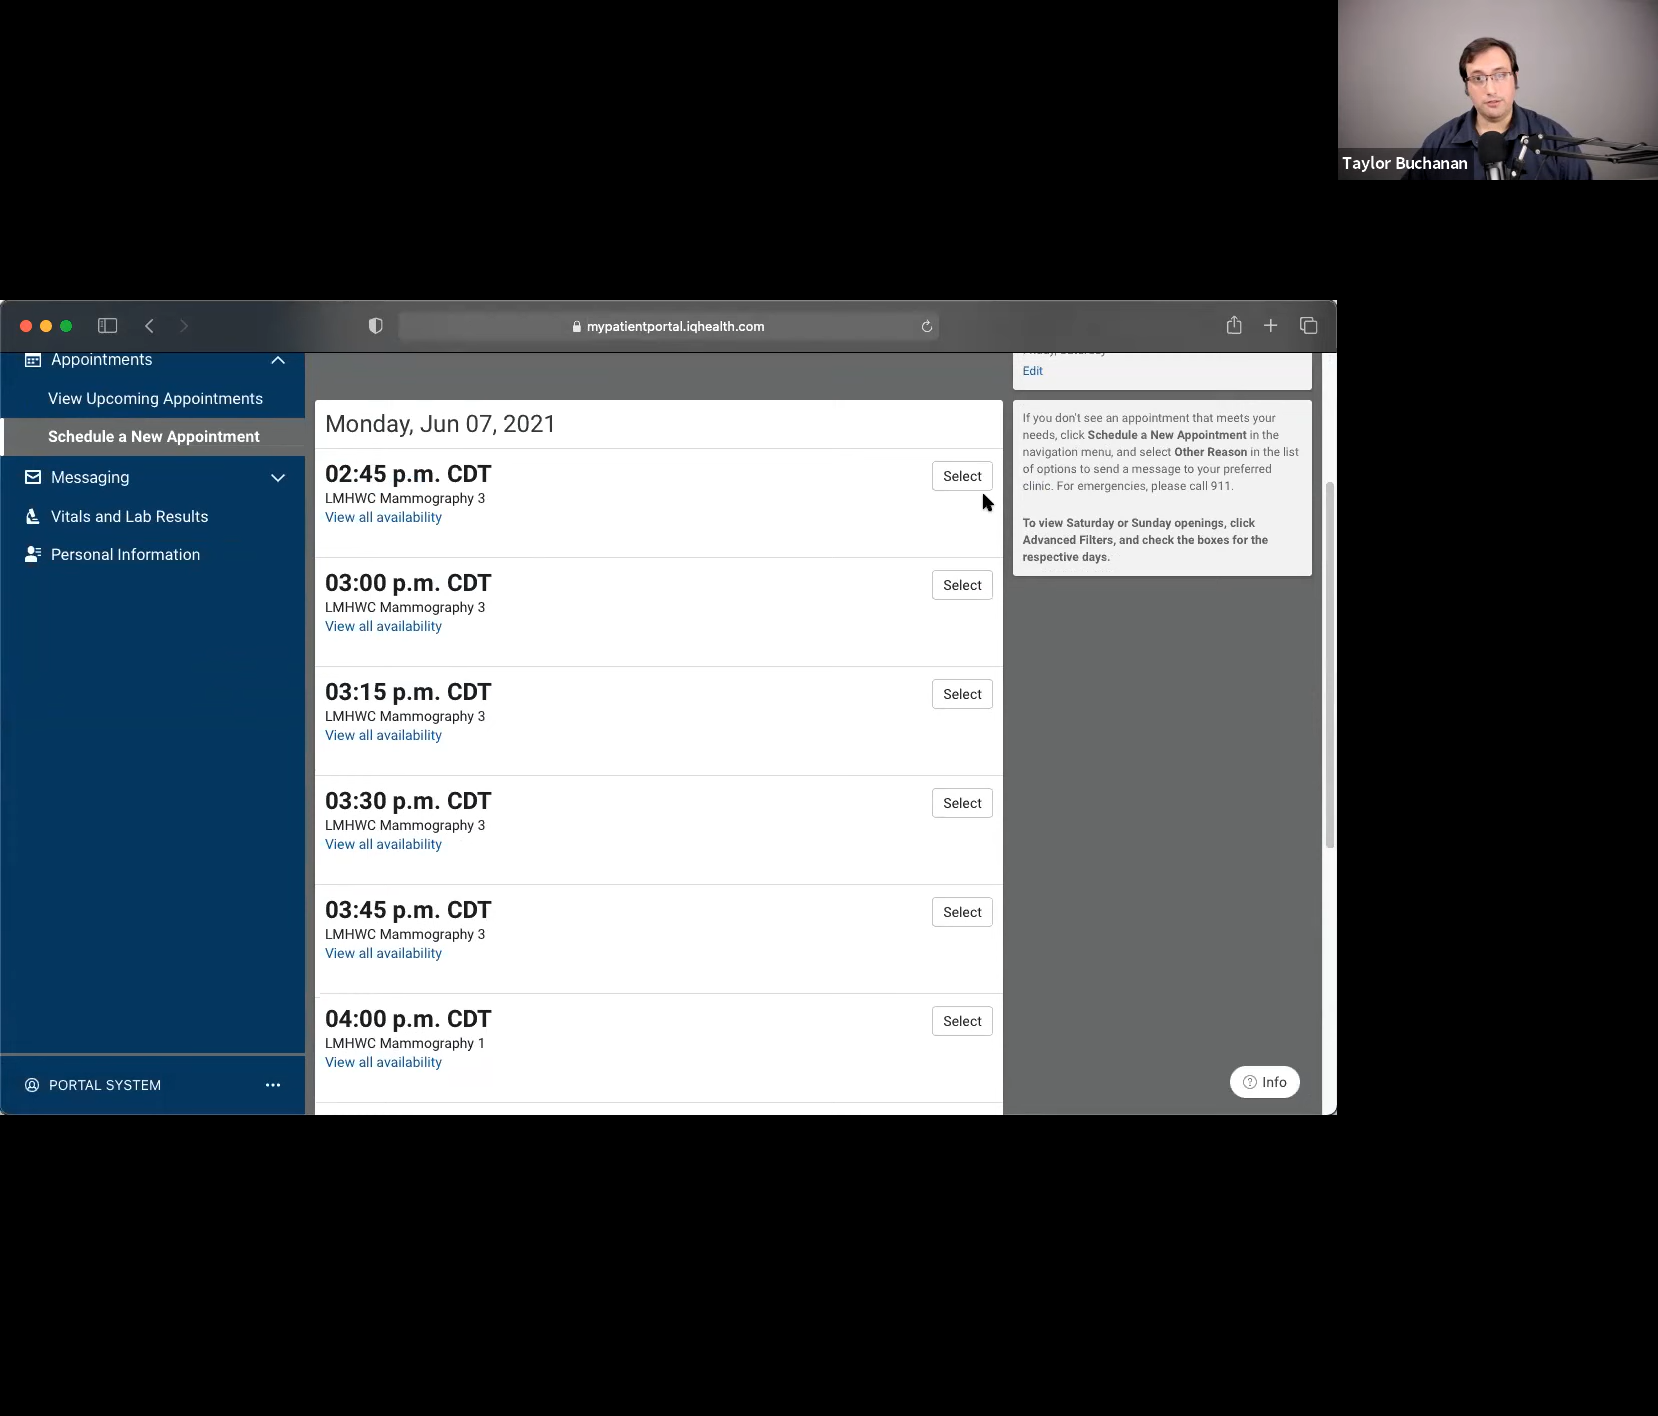 Taylor Buchanan
mypatientportal.iqhealth.com
Appointments
View Upcoming Appointments
Schedule a New Appointment
Messaging
Vitals and Lab Results
Personal Information
PORTAL SYSTEM
Monday, Jun 07, 2021
02:45 p.m. CDT
Select
LMHWC Mammography 3
View all availability
03:00 p.m. CDT
Select
LMHWC Mammography 3
View all availability
03:15 p.m. CDT
Select
LMHWC Mammography 3
View all availability
03:30 p.m. CDT
Select
LMHWC Mammography 3
View all availability
03:45 p.m. CDT
Select
LMHWC Mammography 3
View all availability
04:00 p.m. CDT
Select
LMHWC Mammography 1
View all availability
Edit
If you don't see an appointment that meets your
needs, click Schedule a New Appointment in the
navigation menu, and select Other Reason in the list
of options to send a message to your preferred
clinic. For emergencies, please call 911.
To view Saturday or Sunday openings, click
Advanced Filters, and check the boxes for the
respective days.
Info